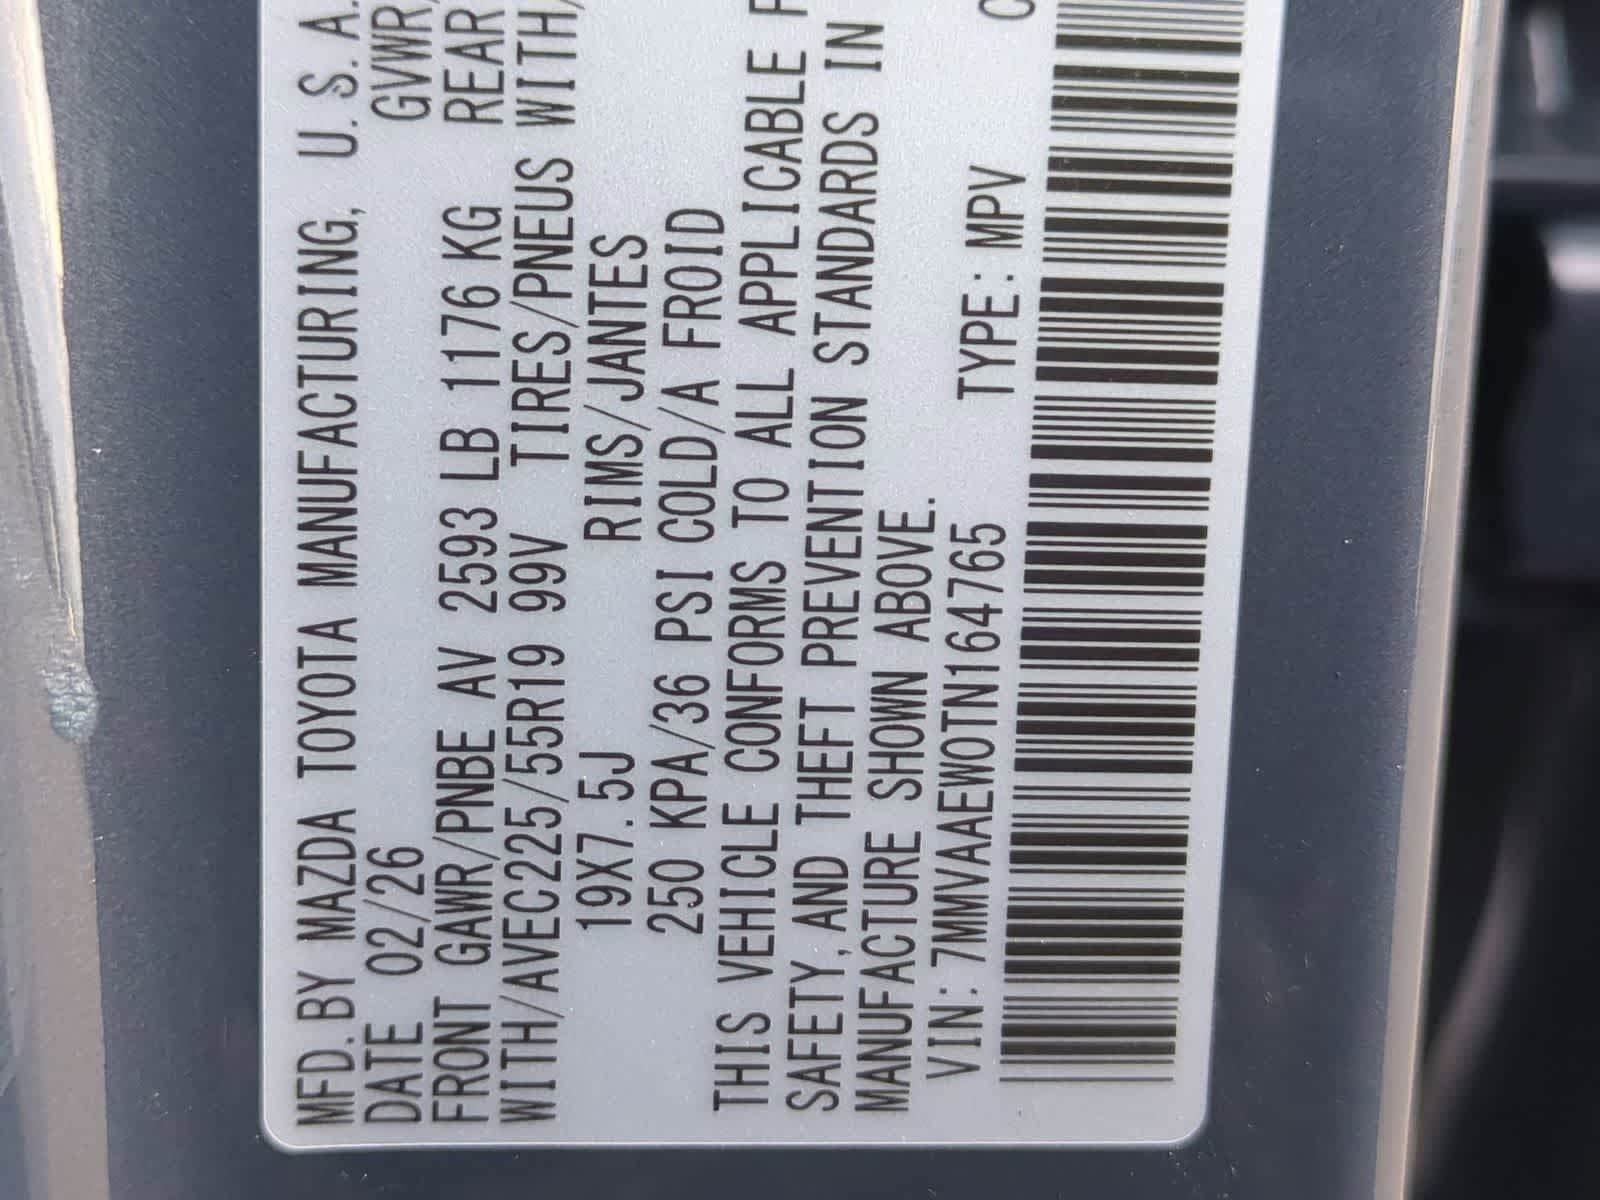 MFD.BY MAZDA TOYOTA MANUFACTURING, U.S.A.
DATE 02/26 GVWR/
FRONT GAWR/PNBE AV 2593 LB 1176 KG REAR
WITH/AVEC225/55R19 99V TIRES/PNEUS WITH/
19X7.5J RIMS/JANTES
250 KPA/36 PSI COLD/A FROID
THIS VEHICLE CONFORMS TO ALL APPLICABLE
SAFETY,AND THEFT PREVENTION STANDARDS IN
MANUFACTURE SHOWN ABOVE.
VIN:7MMVAAEW0TN164765 TYPE:MPV